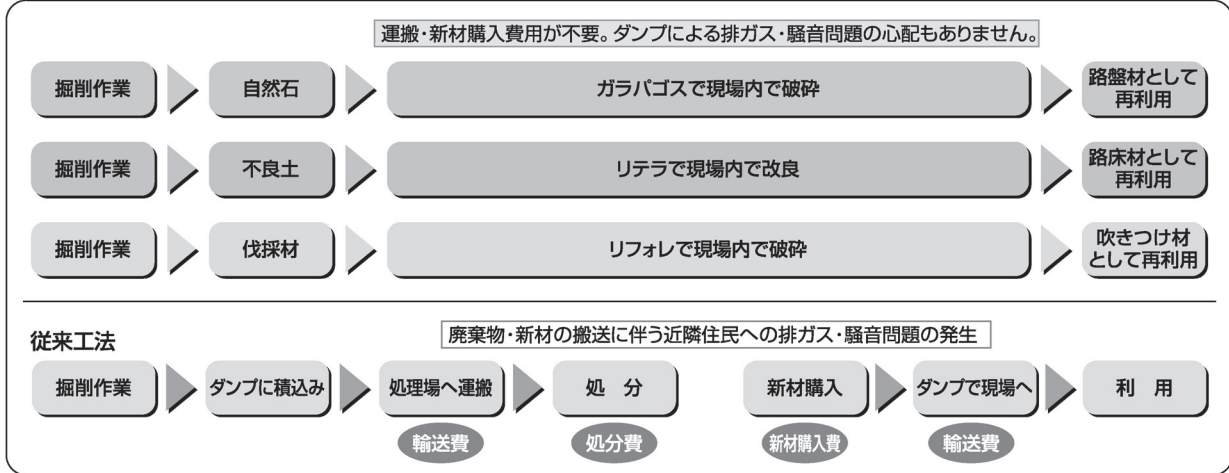 運搬・新材購入費用が不要。ダンプによる排ガス・騒音問題の心配もありません。
掘削作業
自然石
ガラパゴスで現場内で破砕
路盤材として
再利用
掘削作業
不良土
リテラで現場内で改良
路床材として
再利用
掘削作業
伐採材
リフォレで現場内で破砕
吹きつけ材
として再利用
従来工法
廃棄物・新材の搬送に伴う近隣住民への排ガス・騒音問題の発生
掘削作業
ダンプに積込み
処理場へ運搬
処　分
新材購入
ダンプで現場へ
利　用
輸送費
処分費
新材購入費
輸送費